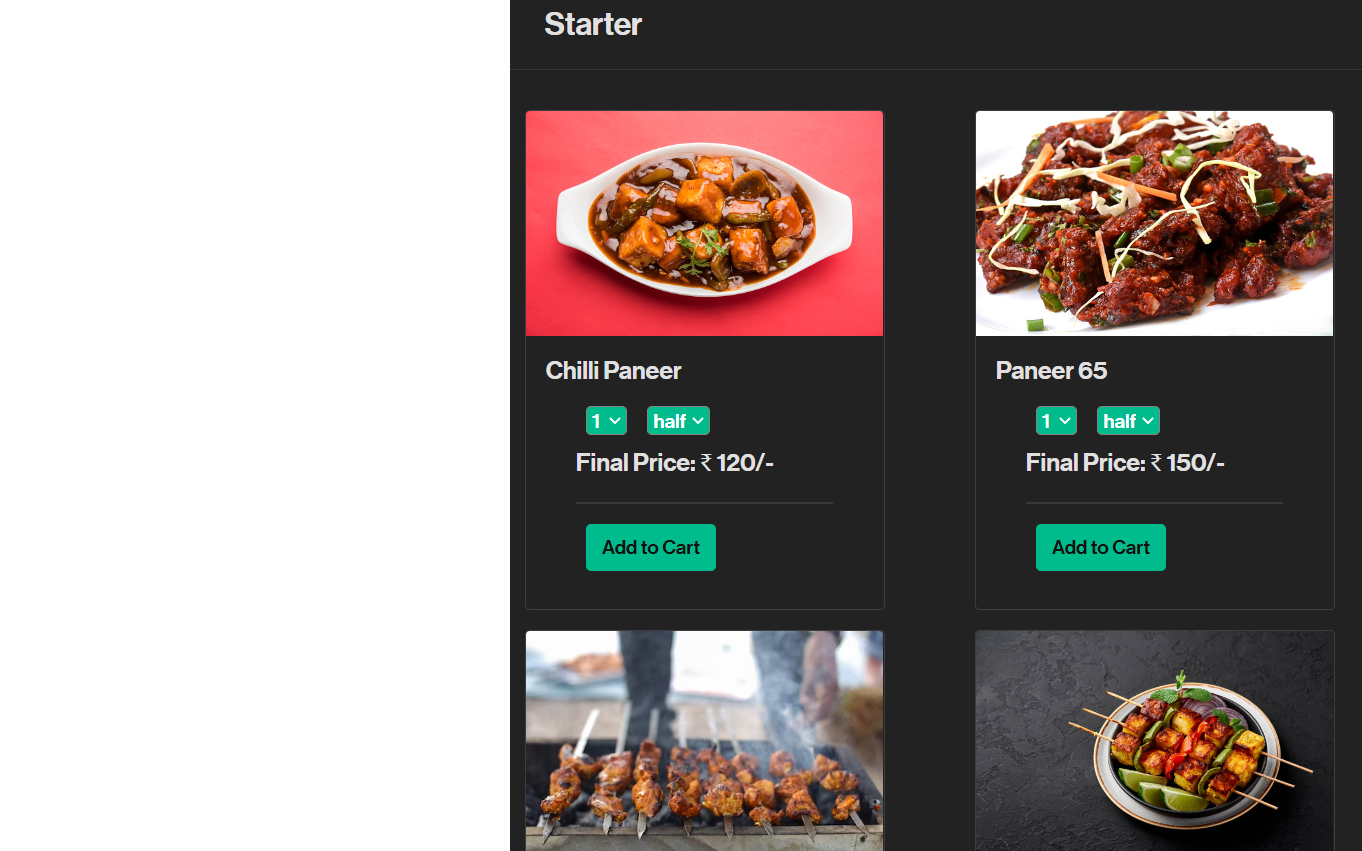 Starter
Chilli Paneer
1 half
Final Price: ₹ 120/-
Add to Cart
Paneer 65
1 half
Final Price: ₹ 150/-
Add to Cart